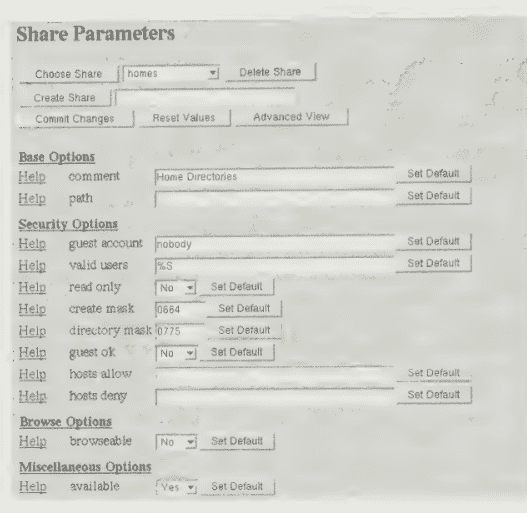 Share Parameters
Choose Share homes Delete Share
Create Share
Commit Changes Reset Values Advanced View
Base Options
Help comment Home Directories Set Default
Help path Set Default
Security Options
Help guest account nobody Set Default
Help valid users %S Set Default
Help read only No Set Default
Help create mask 0664 Set Default
Help directory mask 0775 Set Default
Help guest ok No Set Default
Help hosts allow Set Default
Help hosts deny Set Default
Browse Options
Help browseable No Set Default
Miscellaneous Options
Help available Yes Set Default